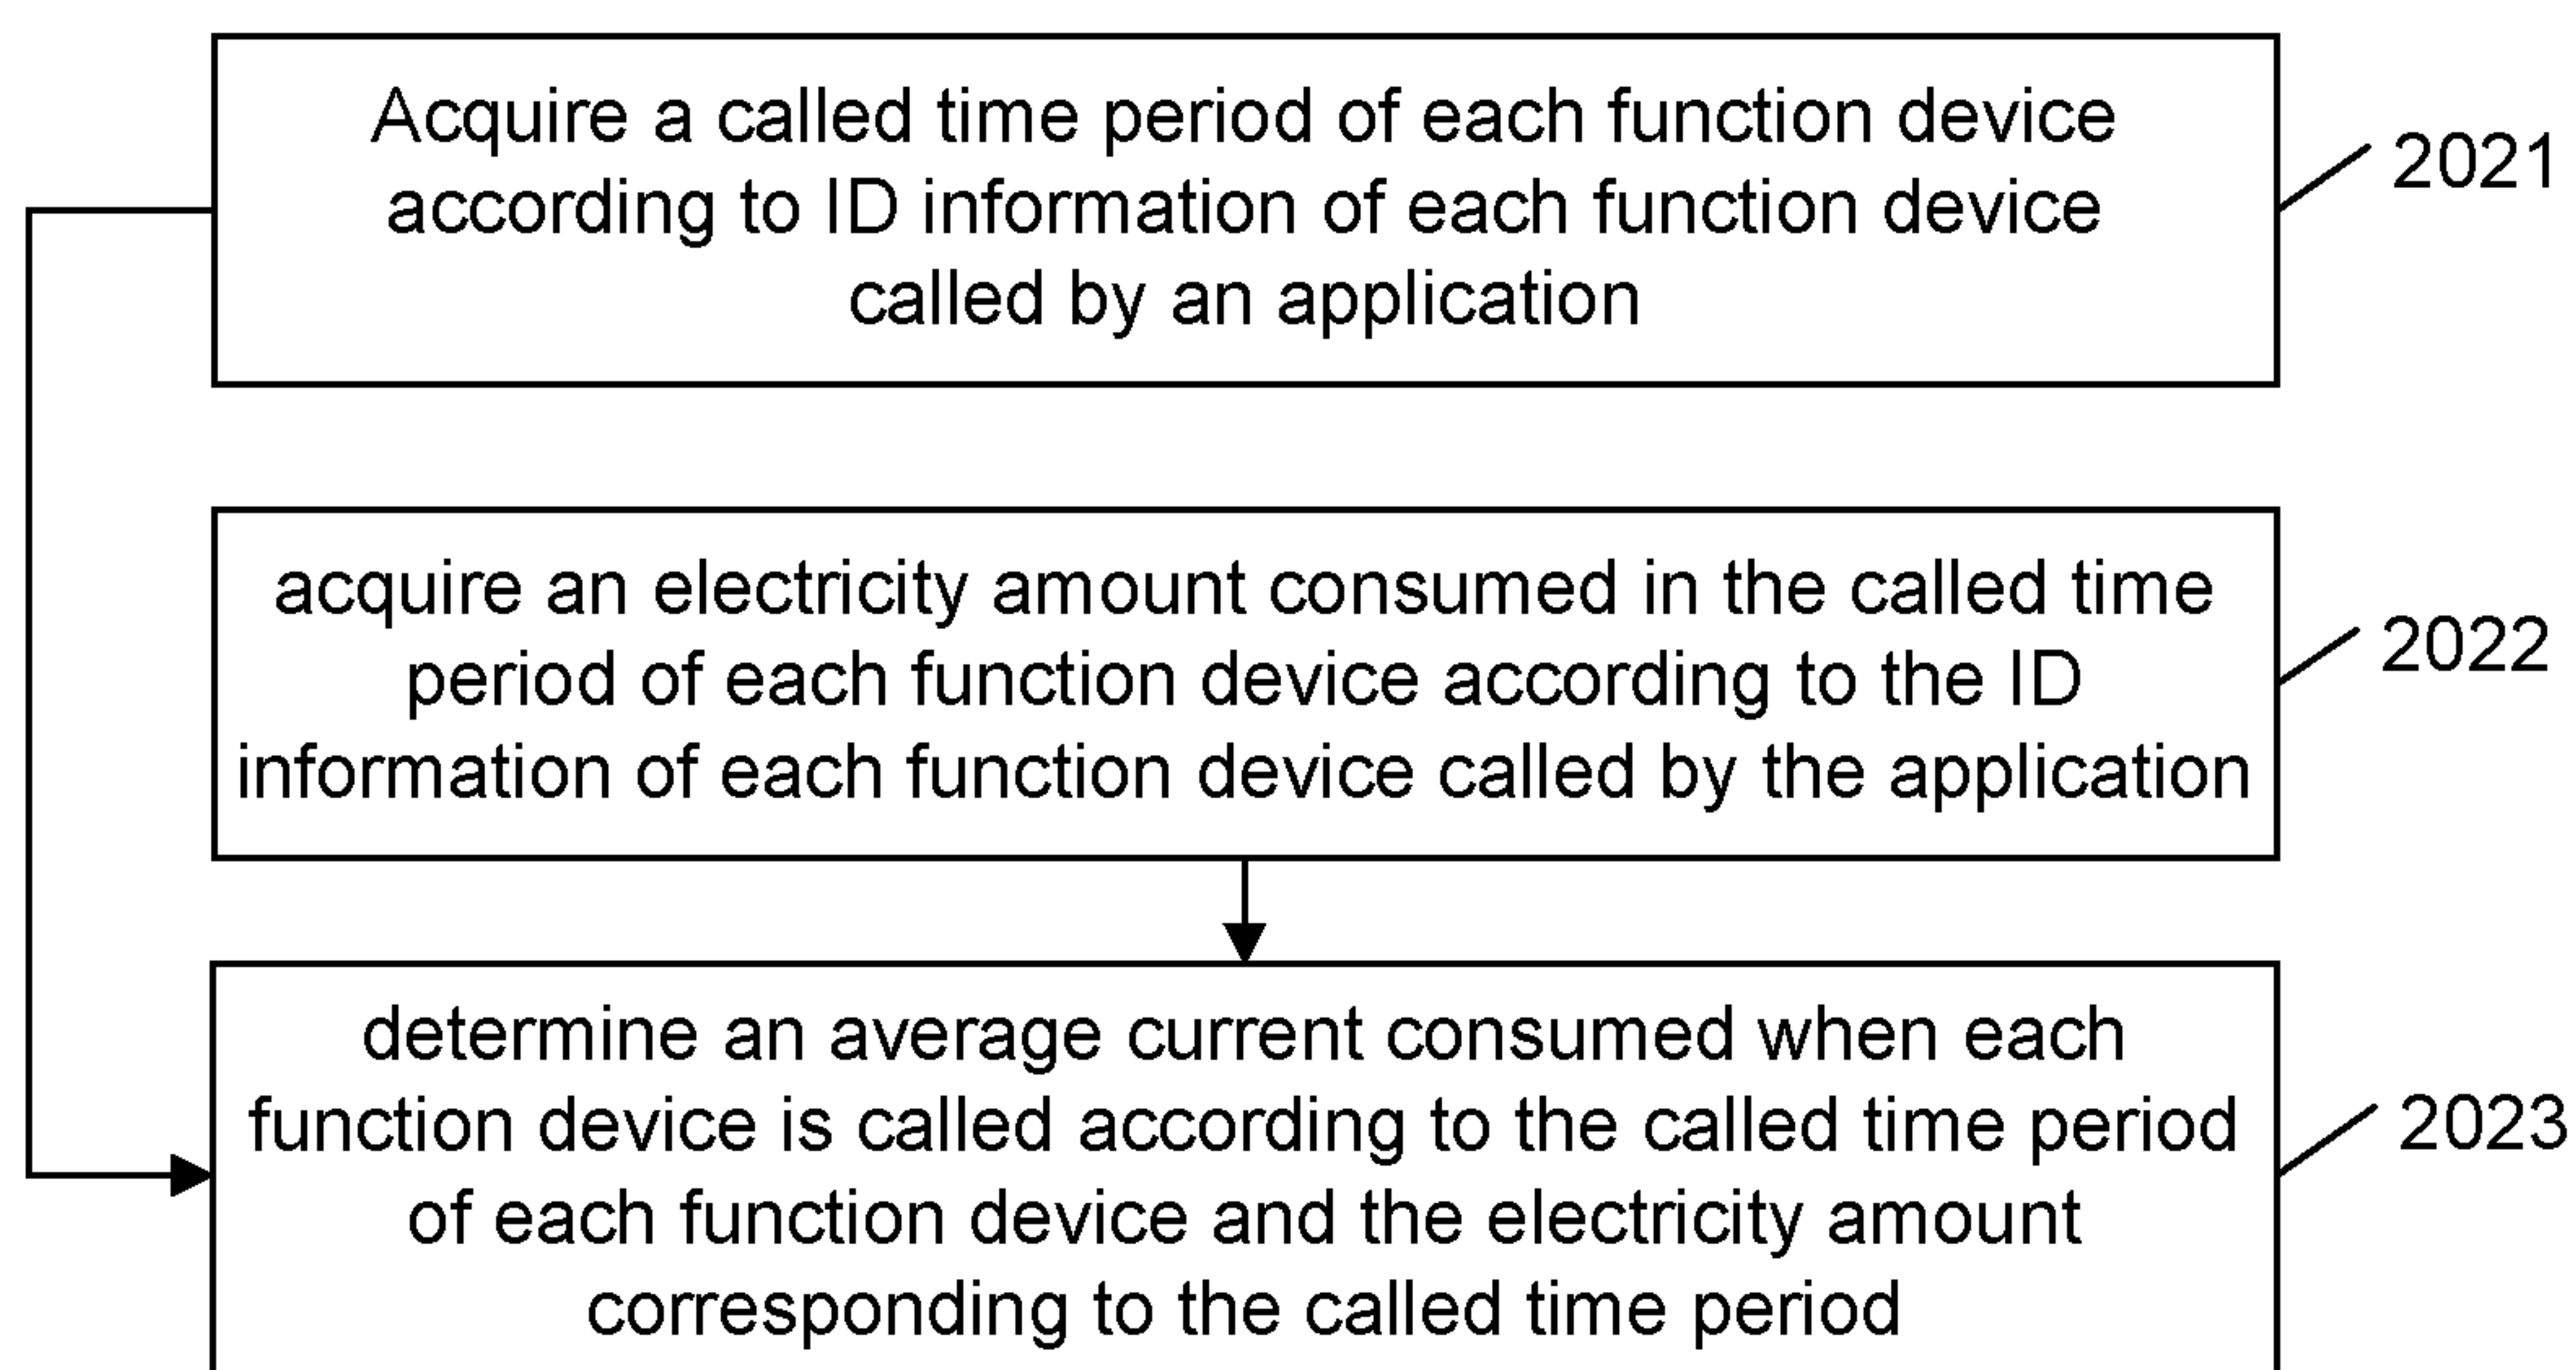 Acquire a called time period of each function device
according to ID information of each function device
called by an application
2021
acquire an electricity amount consumed in the called time
period of each function device according to the ID
information of each function device called by the application
2022
determine an average current consumed when each
function device is called according to the called time period
of each function device and the electricity amount
corresponding to the called time period
2023